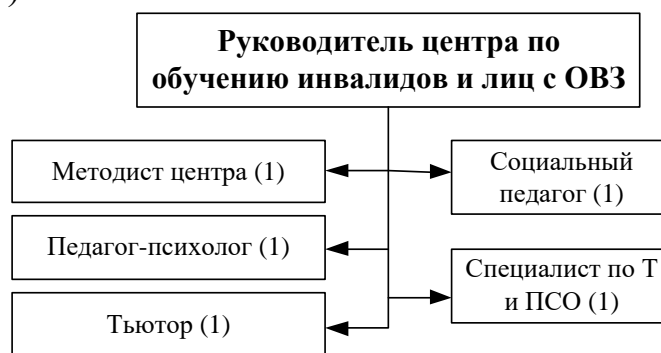 )
Руководитель центра по
обучению инвалидов и лиц с ОВЗ
Методист центра (1)
Социальный
педагог (1)
Педагог-психолог (1)
Специалист по Т
и ПСО (1)
Тьютор (1)